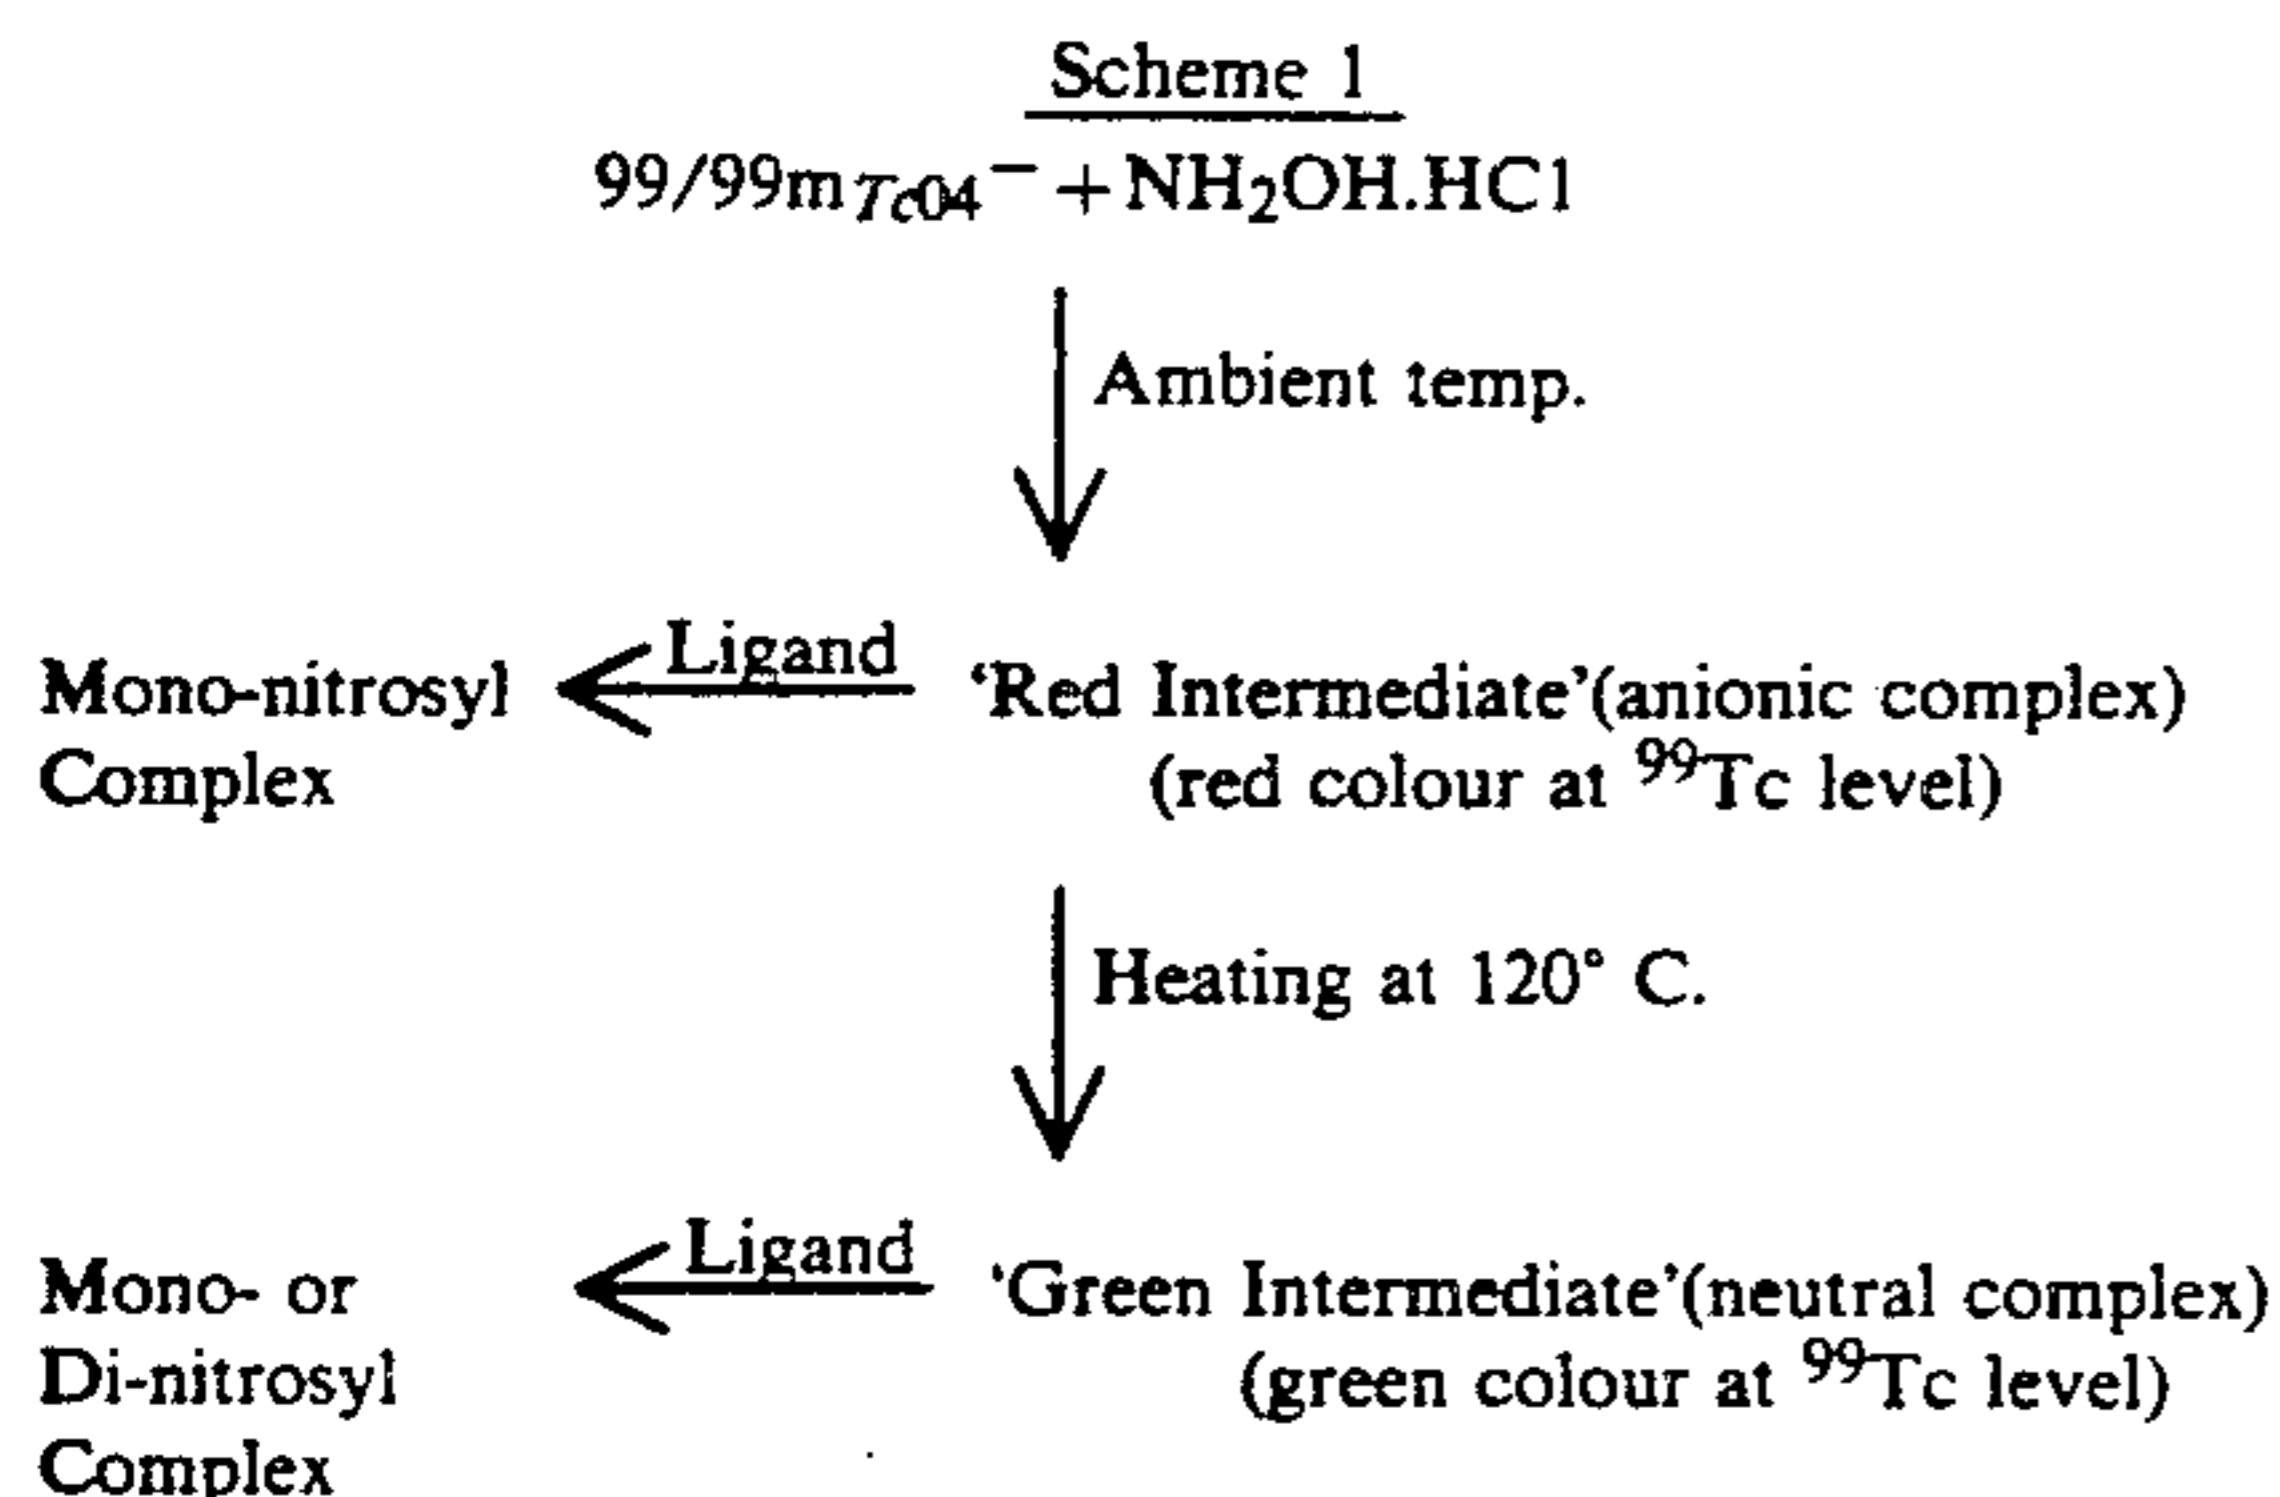 Scheme 1
99/99mTc04⁻ + NH₂OH.HCl
Ambient temp.
Ligand
Mono-nitrosyl
Complex
‘Red Intermediate’(anionic complex)
(red colour at ⁹⁹Tc level)
Heating at 120° C.
Ligand
Mono- or
Di-nitrosyl
Complex
‘Green Intermediate’(neutral complex)
(green colour at ⁹⁹Tc level)